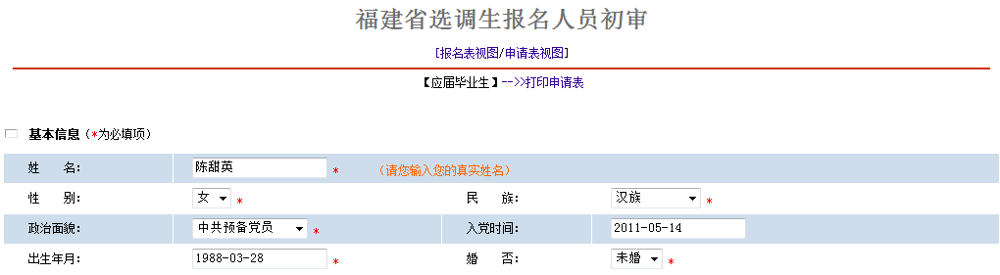 福建省选调生报名人员初审
[报名表视图/申请表视图]
【应届毕业生】-->>打印申请表
基本信息（*为必填项）
姓 名： 陈甜英 * （请您输入您的真实姓名）
性 别： 女 * 民 族： 汉族 *
政治面貌： 中共预备党员 * 入党时间： 2011-05-14
出生年月： 1988-03-28 * 婚 否： 未婚 *